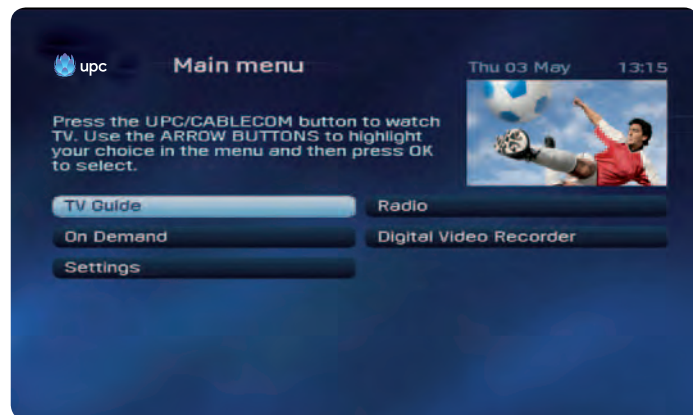 upc
Main menu
Thu 03 May 13:15
Press the UPC/CABLECOM button to watch
TV. Use the ARROW BUTTONS to highlight
your choice in the menu and then press OK
to select.
TV Guide
Radio
On Demand
Digital Video Recorder
Settings